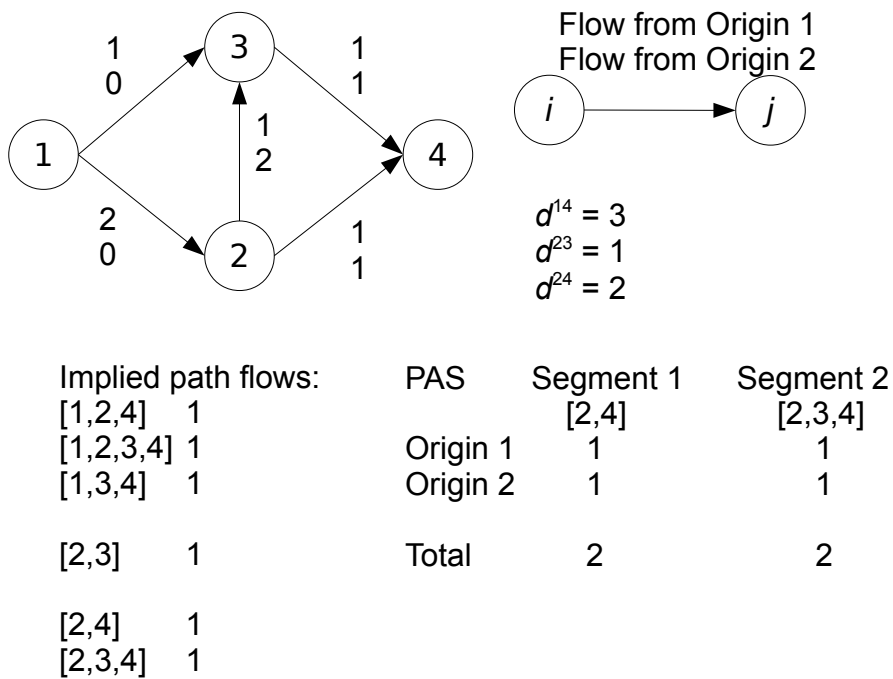 1
0
3
1
1
Flow from Origin 1
Flow from Origin 2
i
j
1
1
2
4
2
0
2
1
1
d^14 = 3
d^23 = 1
d^24 = 2
Implied path flows:
[1,2,4] 1
[1,2,3,4] 1
[1,3,4] 1
[2,3] 1
[2,4] 1
[2,3,4] 1
PAS Segment 1 Segment 2
[2,4] [2,3,4]
Origin 1 1 1
Origin 2 1 1
Total 2 2